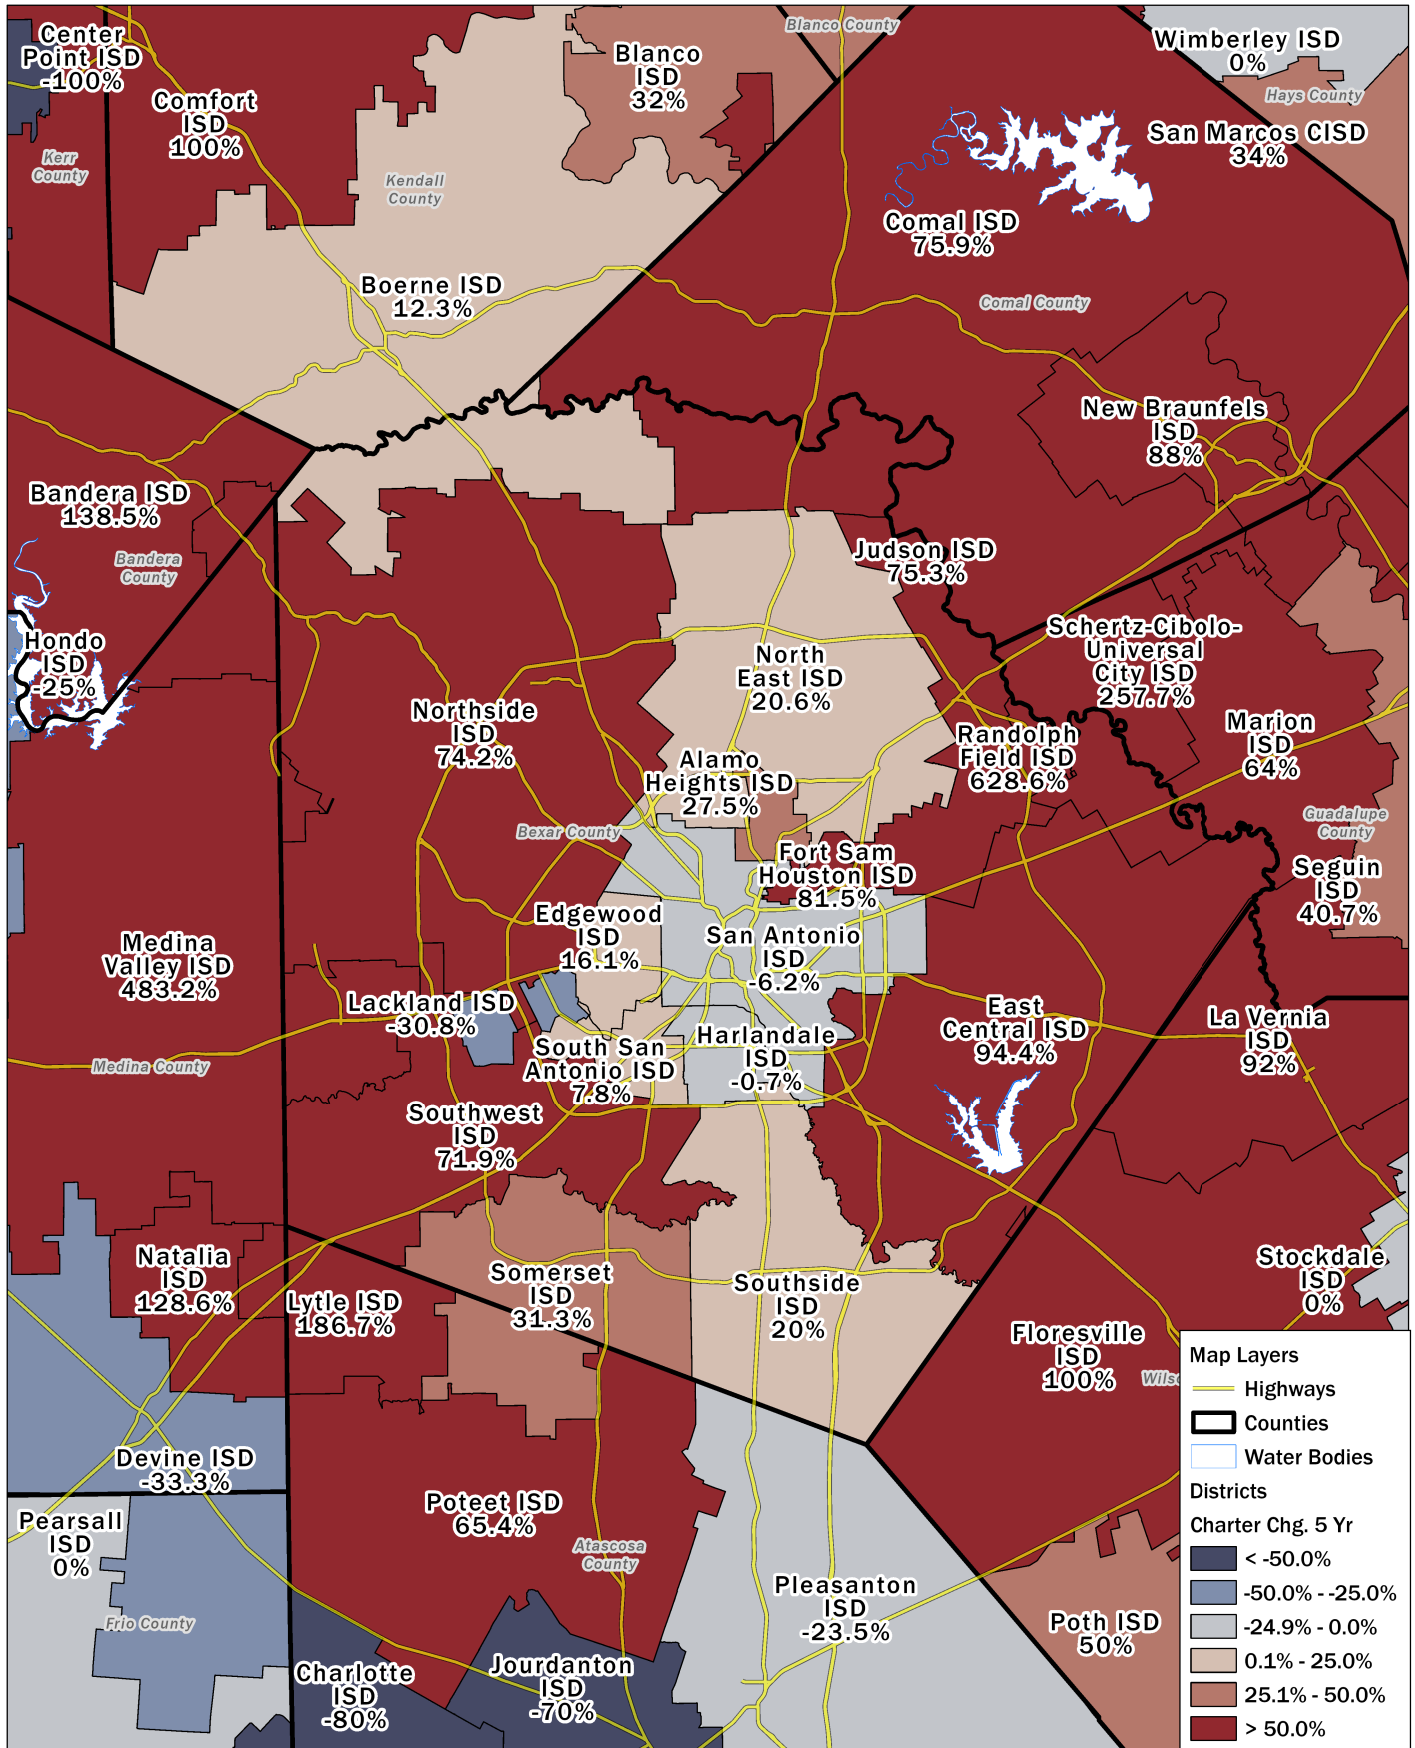 Center
Point ISD
-100%
Comfort
ISD
100%
Kerr
County
Kendall
County
Blanco
ISD
32%
Blanco County
Wimberley ISD
0%
Hays County
San Marcos CISD
34%
Comal ISD
75.9%
Comal County
Boerne ISD
12.3%
New Braunfels
ISD
88%
Bandera ISD
138.5%
Bandera
County
Judson ISD
75.3%
Hondo
ISD
-25%
North
East ISD
20.6%
Schertz-Cibolo-
Universal
City ISD
257.7%
Northside
ISD
74.2%
Alamo
Heights ISD
27.5%
Randolph
Field ISD
628.6%
Marion
ISD
64%
Bexar County
Guadalupe
County
Fort Sam
Houston ISD
81.5%
Seguin
ISD
40.7%
Edgewood
ISD
16.1%
San Antonio
ISD
-6.2%
Medina
Valley ISD
483.2%
Lackland ISD
-30.8%
East
Central ISD
94.4%
La Vernia
ISD
92%
Harlandale
ISD
-0.7%
South San
Antonio ISD
7.8%
Medina County
Southwest
ISD
71.9%
Natalia
ISD
128.6%
Lytle ISD
186.7%
Somerset
ISD
31.3%
Southside
ISD
20%
Stockdale
ISD
0%
Floresville
ISD
100%
Wilso
Devine ISD
-33.3%
Pearsall
ISD
0%
Poteet ISD
65.4%
Atascosa
County
Pleasanton
ISD
-23.5%
Poth ISD
50%
Frio County
Charlotte
ISD
-80%
Jourdanton
ISD
-70%
Map Layers
Highways
Counties
Water Bodies
Districts
Charter Chg. 5 Yr
< -50.0%
-50.0% - -25.0%
-24.9% - 0.0%
0.1% - 25.0%
25.1% - 50.0%
> 50.0%